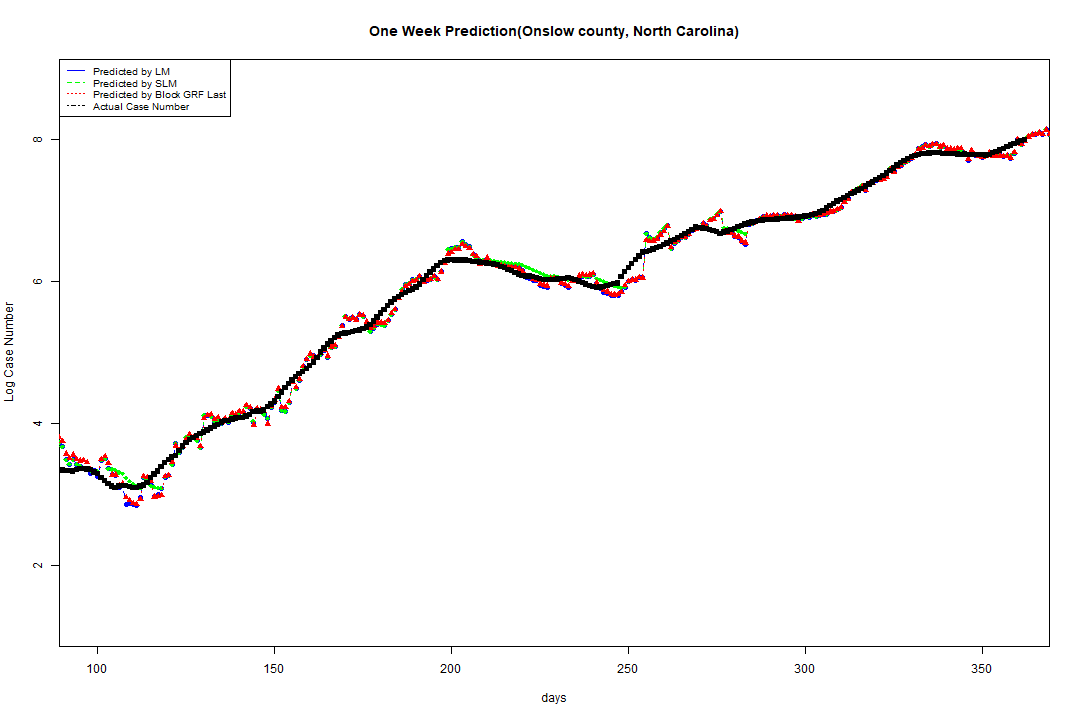 One Week Prediction(Onslow county, North Carolina)
Predicted by LM
Predicted by SLM
Predicted by Block GRF Last
Actual Case Number
8
6
4
2
Log Case Number
100 150 200 250 300 350
days